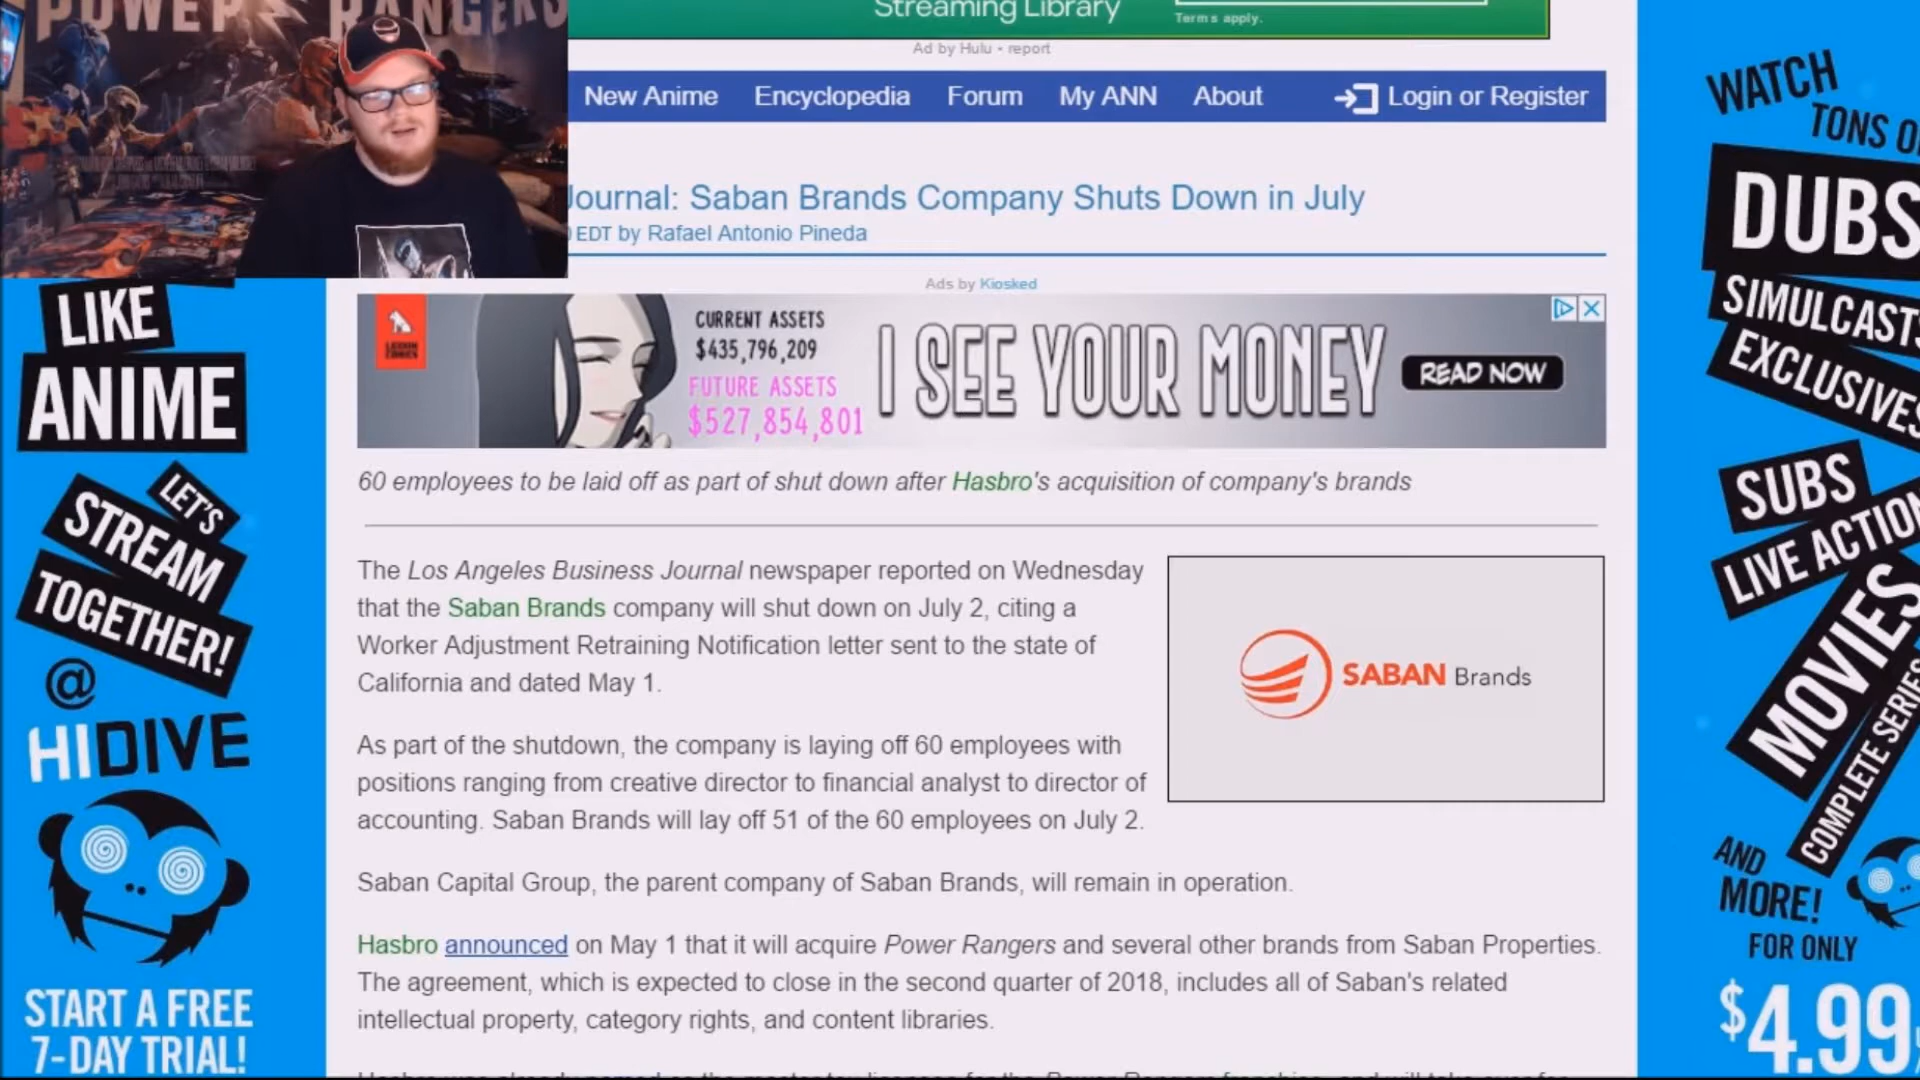 POWER RANGERS
Streaming Library
Terms apply.
Ad by Hulu • report
New Anime Encyclopedia Forum My ANN About Login or Register
Journal: Saban Brands Company Shuts Down in July
EDT by Rafael Antonio Pineda
Ads by Kiosked
CURRENT ASSETS
$435,796,209
FUTURE ASSETS
$527,854,801
I SEE YOUR MONEY
READ NOW
60 employees to be laid off as part of shut down after Hasbro's acquisition of company's brands
The Los Angeles Business Journal newspaper reported on Wednesday
that the Saban Brands company will shut down on July 2, citing a
Worker Adjustment Retraining Notification letter sent to the state of
California and dated May 1.
SABAN Brands
As part of the shutdown, the company is laying off 60 employees with
positions ranging from creative director to financial analyst to director of
accounting. Saban Brands will lay off 51 of the 60 employees on July 2.
Saban Capital Group, the parent company of Saban Brands, will remain in operation.
Hasbro announced on May 1 that it will acquire Power Rangers and several other brands from Saban Properties.
The agreement, which is expected to close in the second quarter of 2018, includes all of Saban's related
intellectual property, category rights, and content libraries.
LIKE
ANIME
LET'S
STREAM
TOGETHER!
@
HIDIVE
START A FREE
7-DAY TRIAL!
WATCH
TONS O
DUBS
SIMULCASTS
EXCLUSIVES
SUBS
LIVE ACTION
MOVIES
COMPLETE SERIES
AND
MORE!
FOR ONLY
$4.99